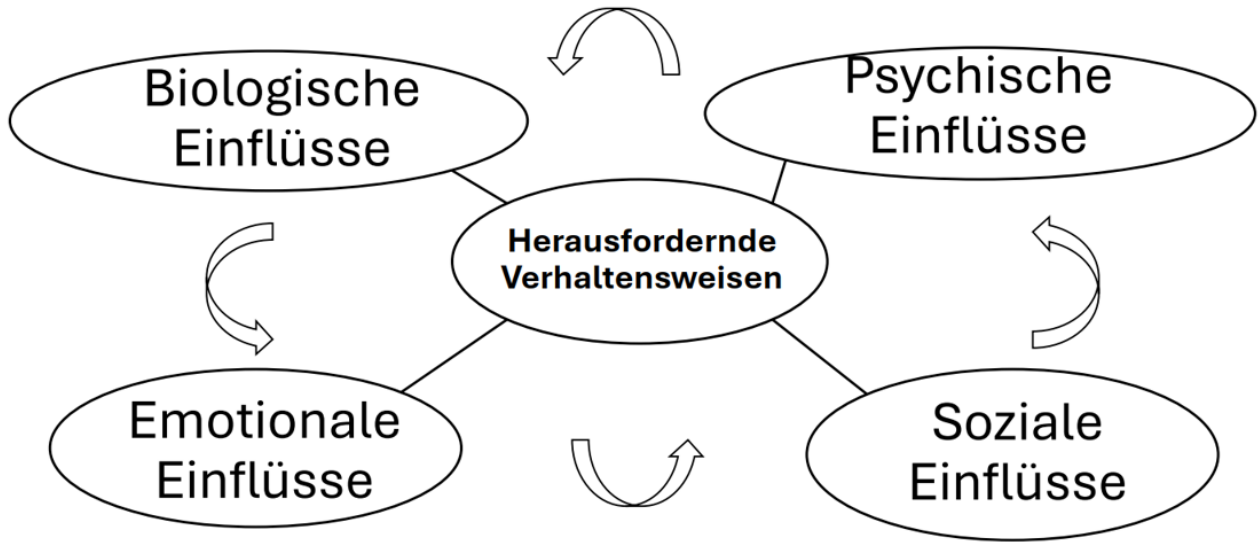 Biologische
Einflüsse
Psychische
Einflüsse
Herausfordernde
Verhaltensweisen
Emotionale
Einflüsse
Soziale
Einflüsse